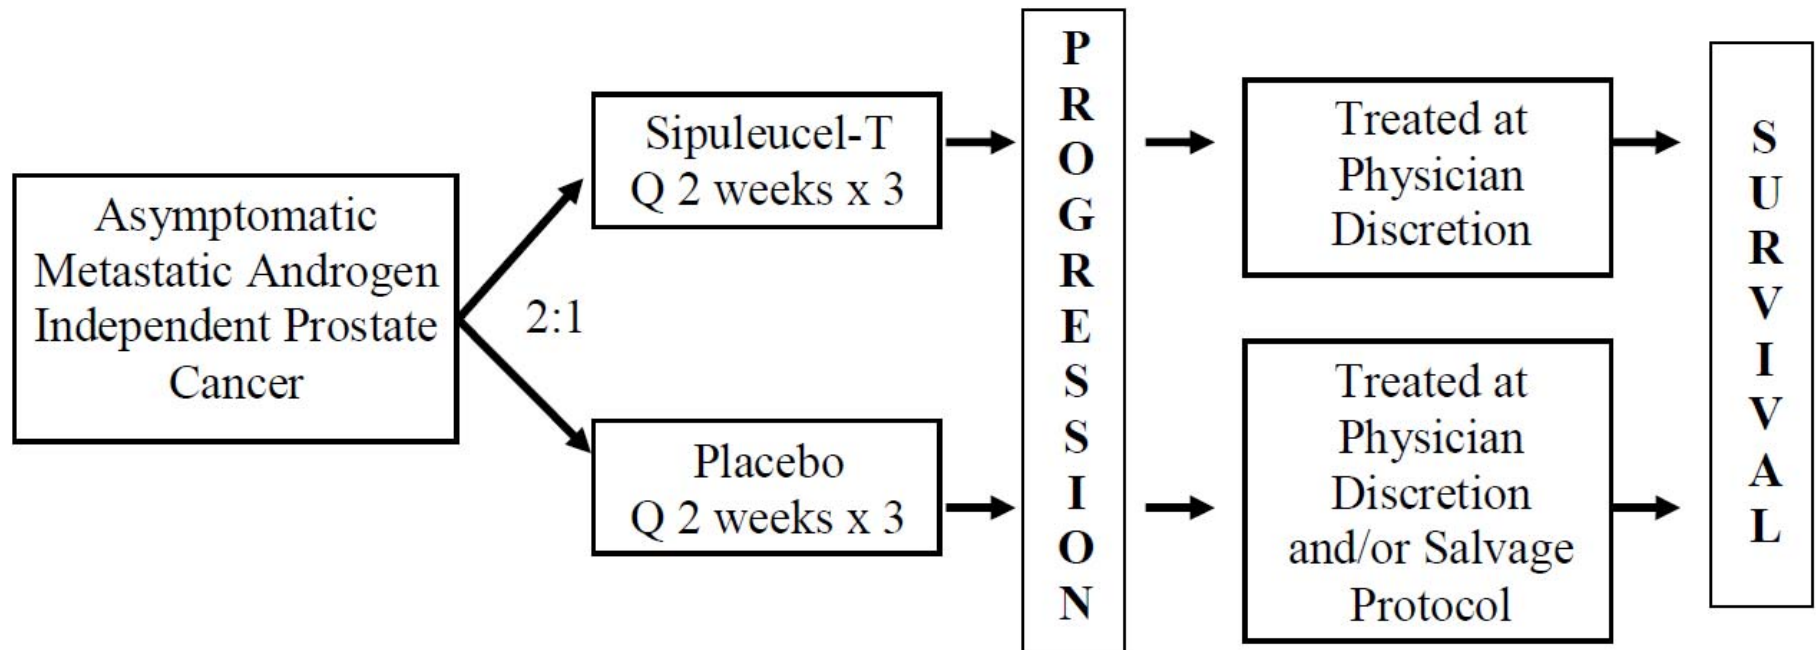 Asymptomatic
Metastatic Androgen
Independent Prostate
Cancer
2:1
Sipuleucel-T
Q 2 weeks x 3
Placebo
Q 2 weeks x 3
PROGRESSION
Treated at
Physician
Discretion
Treated at
Physician
Discretion
and/or Salvage
Protocol
SURVIVAL